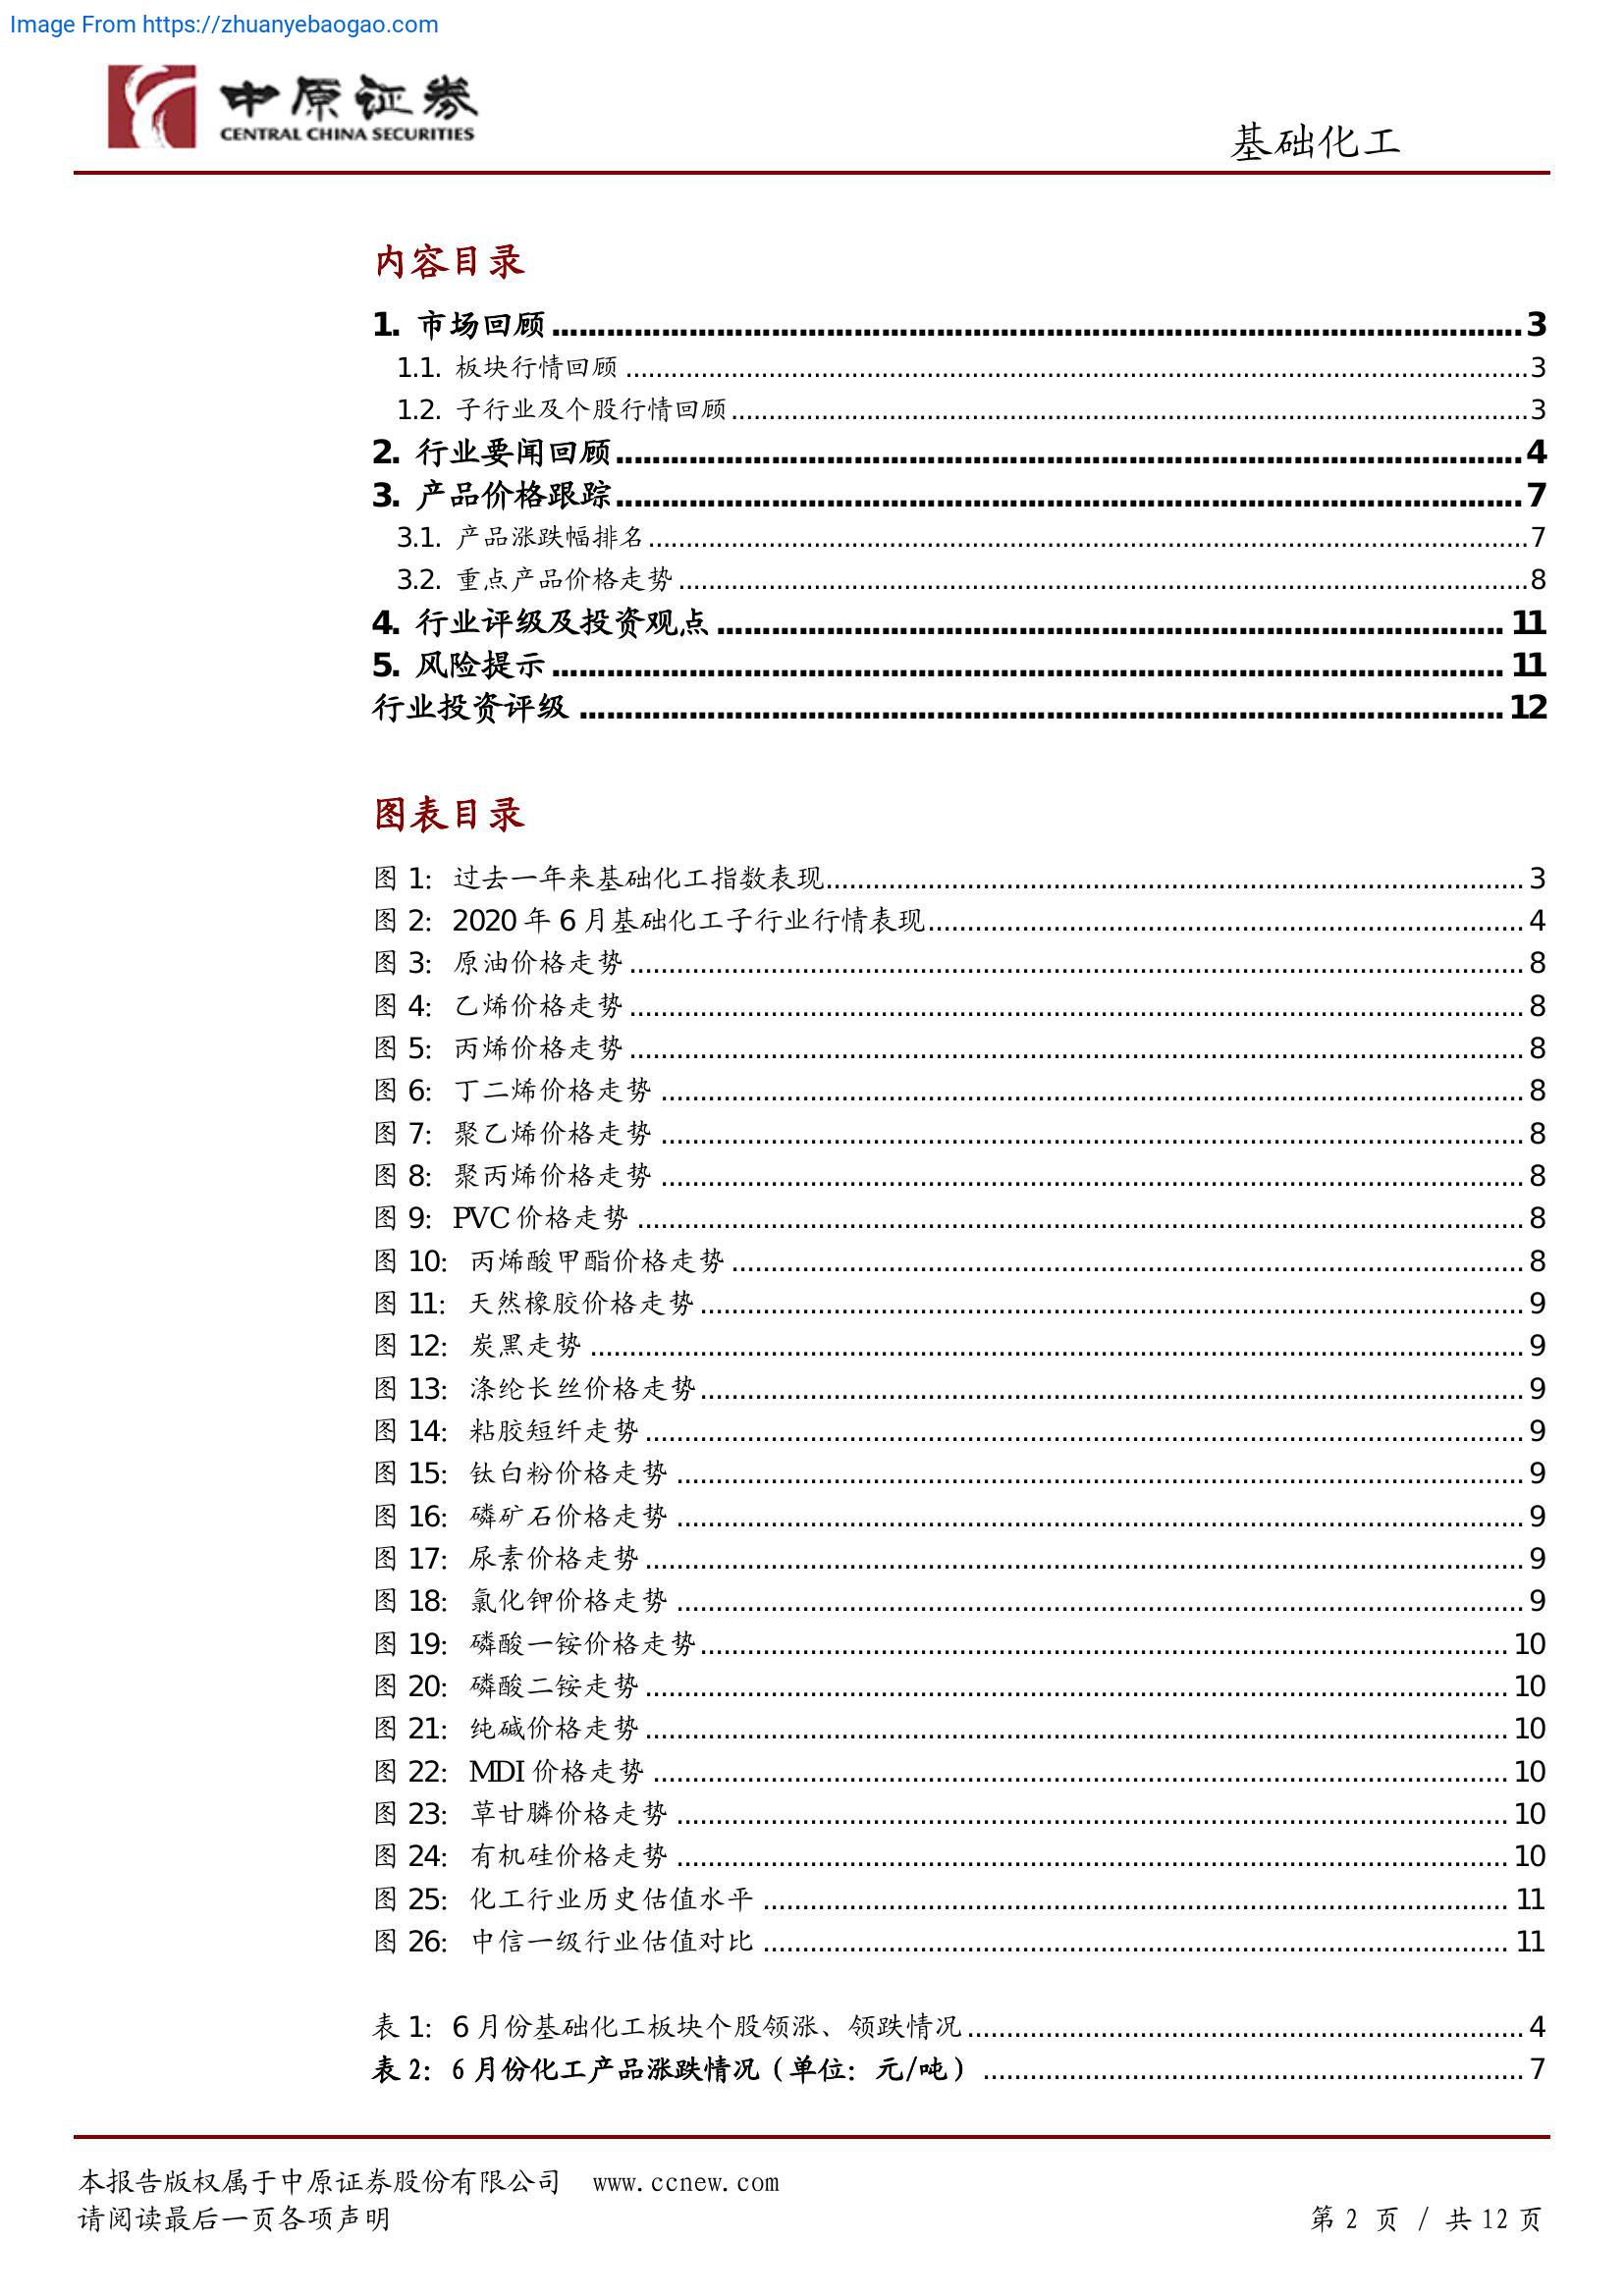 Image From https://zhuanyebaogao.com
中原证券
CENTRAL CHINA SECURITIES
基础化工
内容目录
1. 市场回顾 3
1.1. 板块行情回顾 3
1.2. 子行业及个股行情回顾 3
2. 行业要闻回顾 4
3. 产品价格跟踪 7
3.1. 产品涨跌幅排名 7
3.2. 重点产品价格走势 8
4. 行业评级及投资观点 11
5. 风险提示 11
行业投资评级 12
图表目录
图 1: 过去一年来基础化工指数表现 3
图 2: 2020 年 6 月基础化工子行业行情表现 4
图 3: 原油价格走势 8
图 4: 乙烯价格走势 8
图 5: 丙烯价格走势 8
图 6: 丁二烯价格走势 8
图 7: 聚乙烯价格走势 8
图 8: 聚丙烯价格走势 8
图 9: PVC 价格走势 8
图 10: 丙烯酸甲酯价格走势 8
图 11: 天然橡胶价格走势 9
图 12: 炭黑走势 9
图 13: 涤纶长丝价格走势 9
图 14: 粘胶短纤走势 9
图 15: 钛白粉价格走势 9
图 16: 磷矿石价格走势 9
图 17: 尿素价格走势 9
图 18: 氯化钾价格走势 9
图 19: 磷酸一铵价格走势 10
图 20: 磷酸二铵走势 10
图 21: 纯碱价格走势 10
图 22: MDI 价格走势 10
图 23: 草甘膦价格走势 10
图 24: 有机硅价格走势 10
图 25: 化工行业历史估值水平 11
图 26: 中信一级行业估值对比 11
表 1: 6 月份基础化工板块个股领涨、领跌情况 4
表 2: 6 月份化工产品涨跌情况（单位: 元/吨） 7
本报告版权属于中原证券股份有限公司 www.ccnew.com
请阅读最后一页各项声明 第 2 页 / 共 12 页